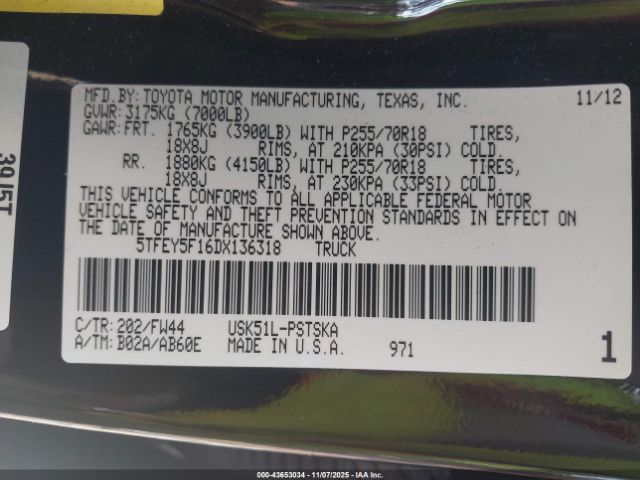 MFD.BY: TOYOTA MOTOR MANUFACTURING, TEXAS, INC. 11/12
GVWR: 3175KG (7000LB)
GAWR: FRT. 1765KG (3900LB) WITH P255/70R18 TIRES,
18X8J RIMS, AT 210KPA (30PSI) COLD.
RR. 1880KG (4150LB) WITH P255/70R18 TIRES,
18X8J RIMS, AT 230KPA (33PSI) COLD.
THIS VEHICLE CONFORMS TO ALL APPLICABLE FEDERAL MOTOR
VEHICLE SAFETY AND THEFT PREVENTION STANDARDS IN EFFECT ON
THE DATE OF MANUFACTURE SHOWN ABOVE.
5TFEY5F16DX136318 TRUCK
C/TR: 202/FW44 USK51L-PSTSKA
A/TM: B02A/AB60E MADE IN U.S.A. 971 1
39/5T
000-43653034 - 11/07/2025 - IAAI.COM